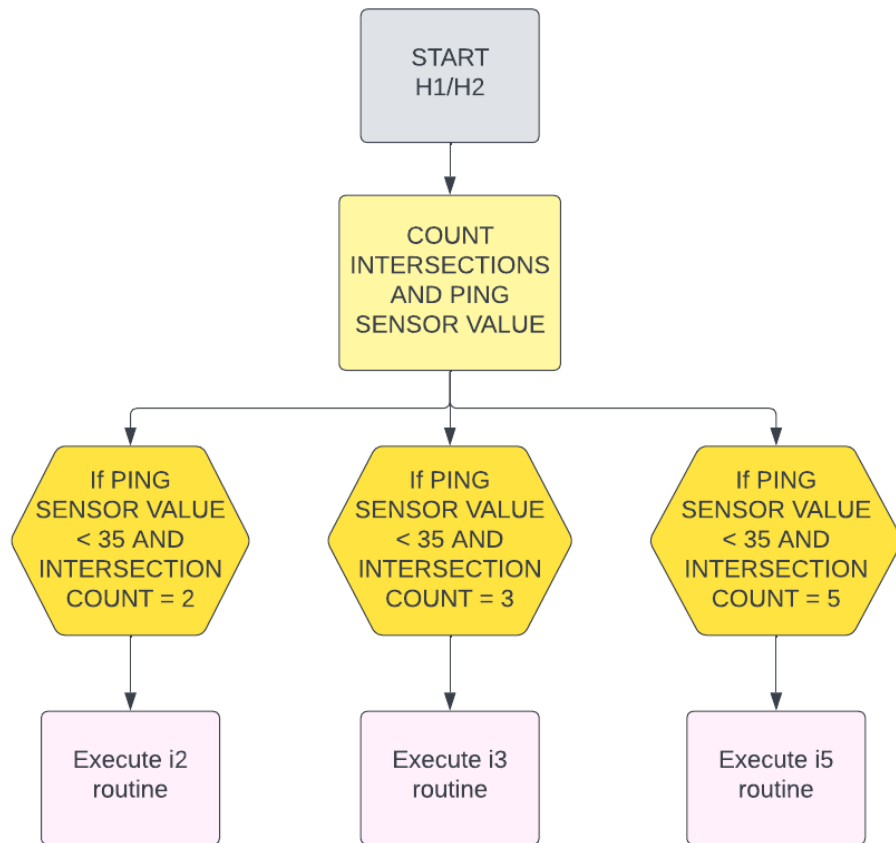 START
H1/H2
COUNT
INTERSECTIONS
AND PING
SENSOR VALUE
If PING
SENSOR VALUE
< 35 AND
INTERSECTION
COUNT = 2
If PING
SENSOR VALUE
< 35 AND
INTERSECTION
COUNT = 3
If PING
SENSOR VALUE
< 35 AND
INTERSECTION
COUNT = 5
Execute i2
routine
Execute i3
routine
Execute i5
routine